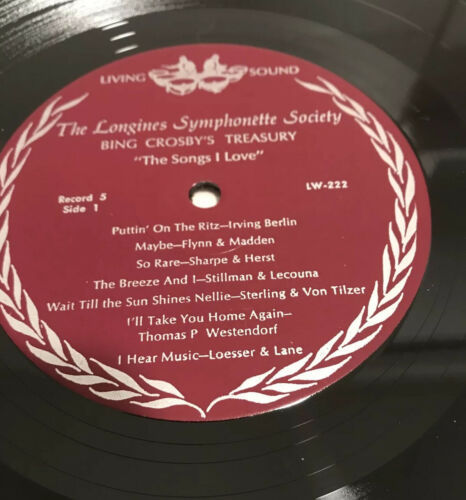 LIVING SOUND
The Longines Symphonette Society
BING CROSBY'S TREASURY
"The Songs I Love"
Record 5
Side 1
LW-222
Puttin' On The Ritz—Irving Berlin
Maybe—Flynn & Madden
So Rare—Sharpe & Herst
The Breeze And I—Stillman & Lecouna
Wait Till the Sun Shines Nellie—Sterling & Von Tilzer
I'll Take You Home Again—
Thomas P Westendorf
I Hear Music—Loesser & Lane